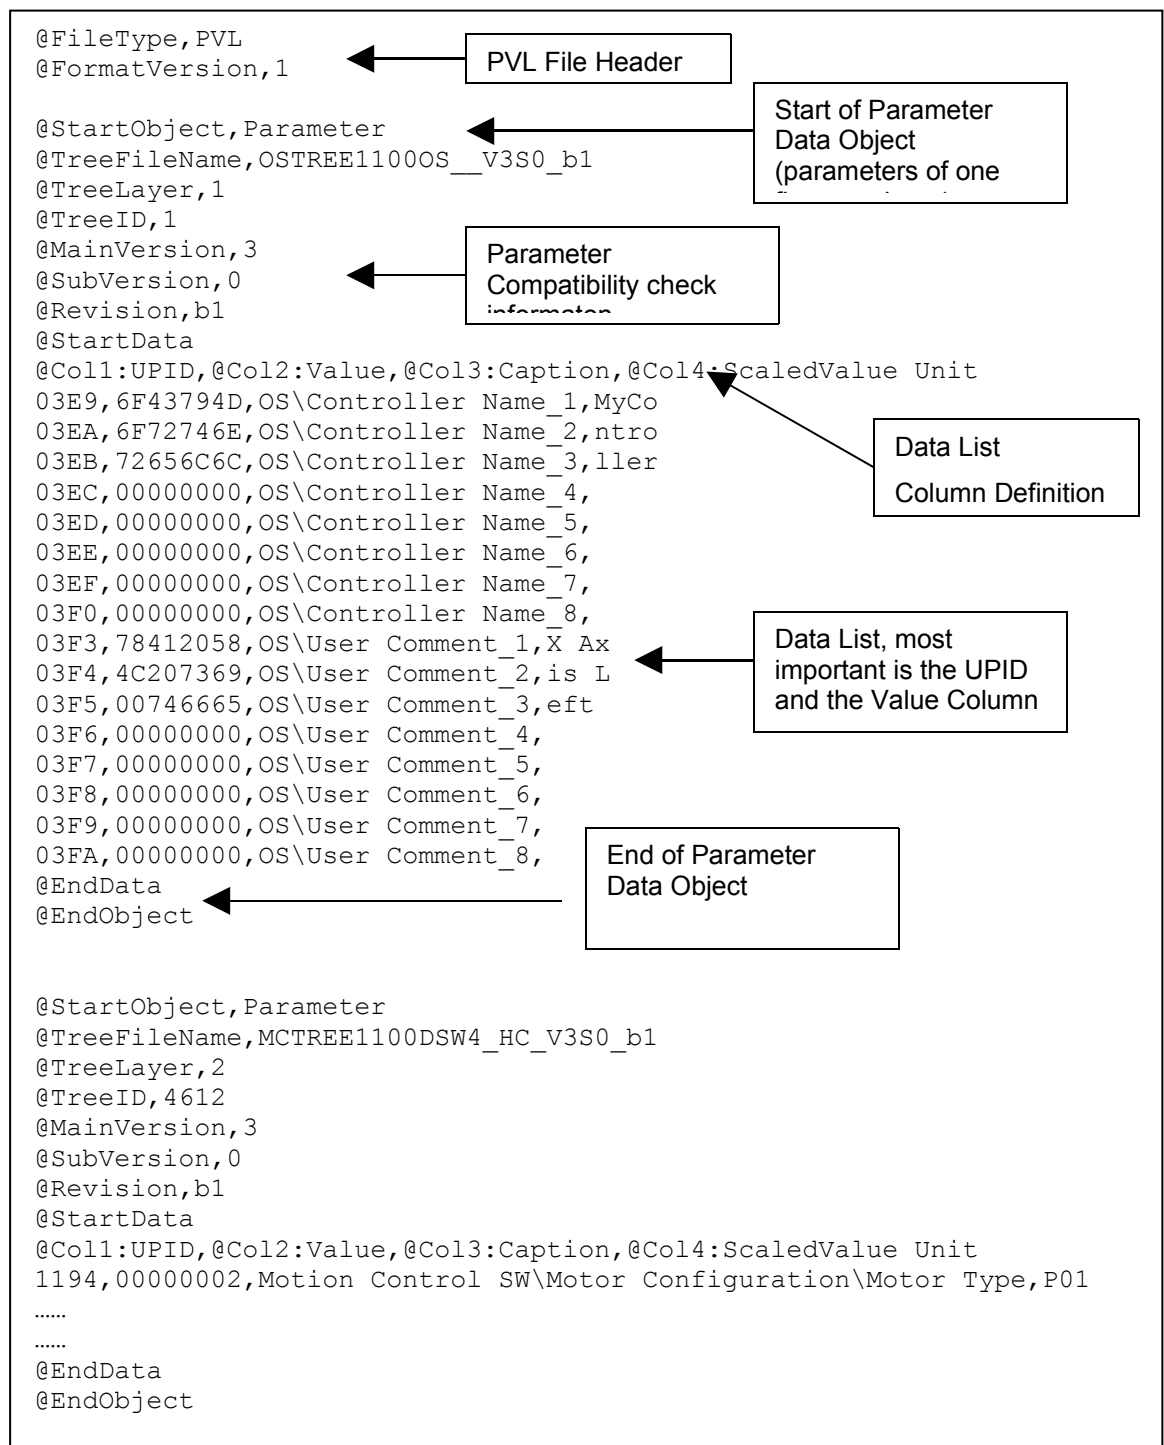 @FileType,PVL
@FormatVersion,1
PVL File Header
@StartObject,Parameter
@TreeFileName,OSTREE1100OS__V3S0_b1
@TreeLayer,1
@TreeID,1
@MainVersion,3
@SubVersion,0
@Revision,b1
@StartData
Start of Parameter
Data Object
(parameters of one
Parameter
Compatibility check
@Col1:UPID,@Col2:Value,@Col3:Caption,@Col4:ScaledValue Unit
03E9,6F43794D,OS\Controller Name_1,MyCo
03EA,6F72746E,OS\Controller Name_2,ntro
03EB,72656C6C,OS\Controller Name_3,ller
03EC,00000000,OS\Controller Name_4,
03ED,00000000,OS\Controller Name_5,
03EE,00000000,OS\Controller Name_6,
03EF,00000000,OS\Controller Name_7,
03F0,00000000,OS\Controller Name_8,
03F3,78412058,OS\User Comment_1,X Ax
03F4,4C207369,OS\User Comment_2,is L
03F5,00746665,OS\User Comment_3,eft
03F6,00000000,OS\User Comment_4,
03F7,00000000,OS\User Comment_5,
03F8,00000000,OS\User Comment_6,
03F9,00000000,OS\User Comment_7,
03FA,00000000,OS\User Comment_8,
@EndData
@EndObject
Data List
Column Definition
Data List, most
important is the UPID
and the Value Column
End of Parameter
Data Object
@StartObject,Parameter
@TreeFileName,MCTREE1100DSW4_HC_V3S0_b1
@TreeLayer,2
@TreeID,4612
@MainVersion,3
@SubVersion,0
@Revision,b1
@StartData
@Col1:UPID,@Col2:Value,@Col3:Caption,@Col4:ScaledValue Unit
1194,00000002,Motion Control SW\Motor Configuration\Motor Type,P01
……
……
@EndData
@EndObject